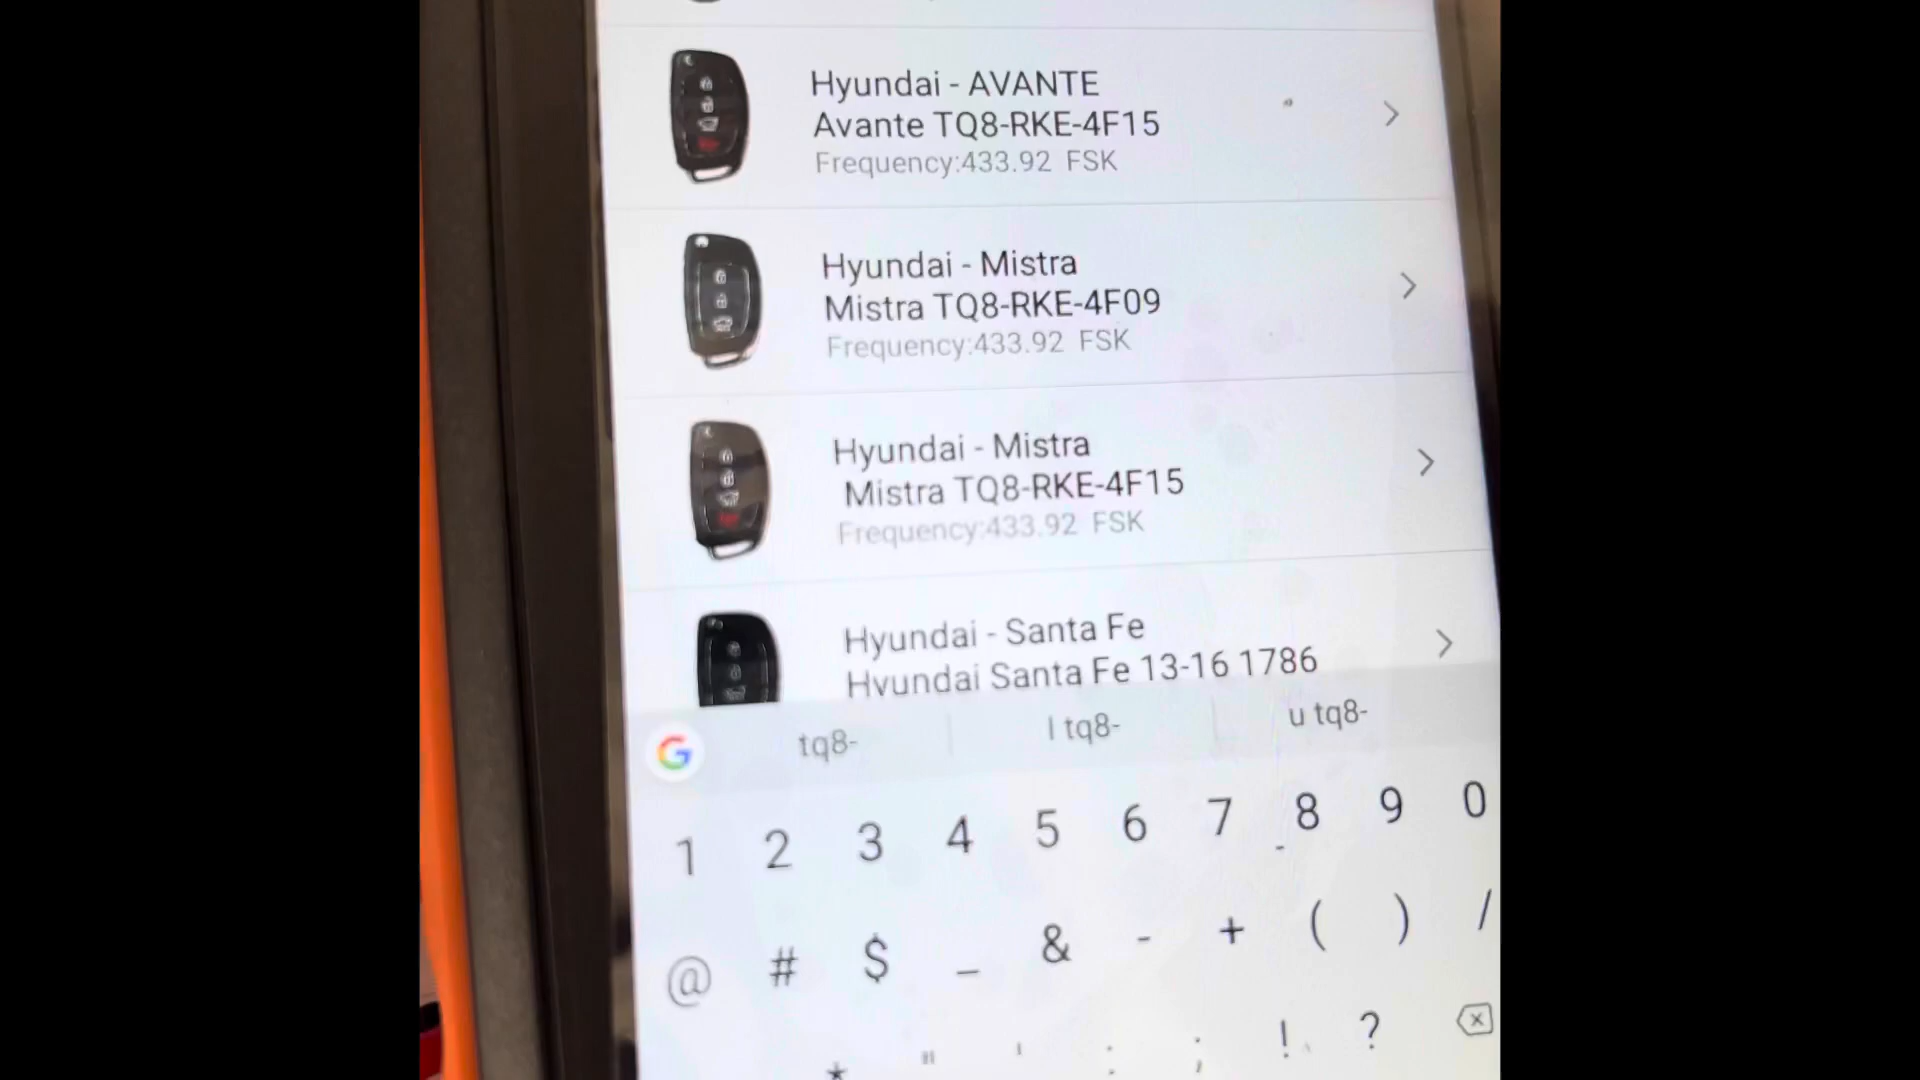 Hyundai - AVANTE
Avante TQ8-RKE-4F15
Frequency:433.92 FSK
Hyundai - Mistra
Mistra TQ8-RKE-4F09
Frequency:433.92 FSK
Hyundai - Mistra
Mistra TQ8-RKE-4F15
Frequency:433.92 FSK
Hyundai - Santa Fe
Hyundai Santa Fe 13-16 1786
G tq8- l tq8- u tq8-
1 2 3 4 5 6 7 8 9 0
@ # $ _ & - + ( ) /
* " ' : ; ! ?